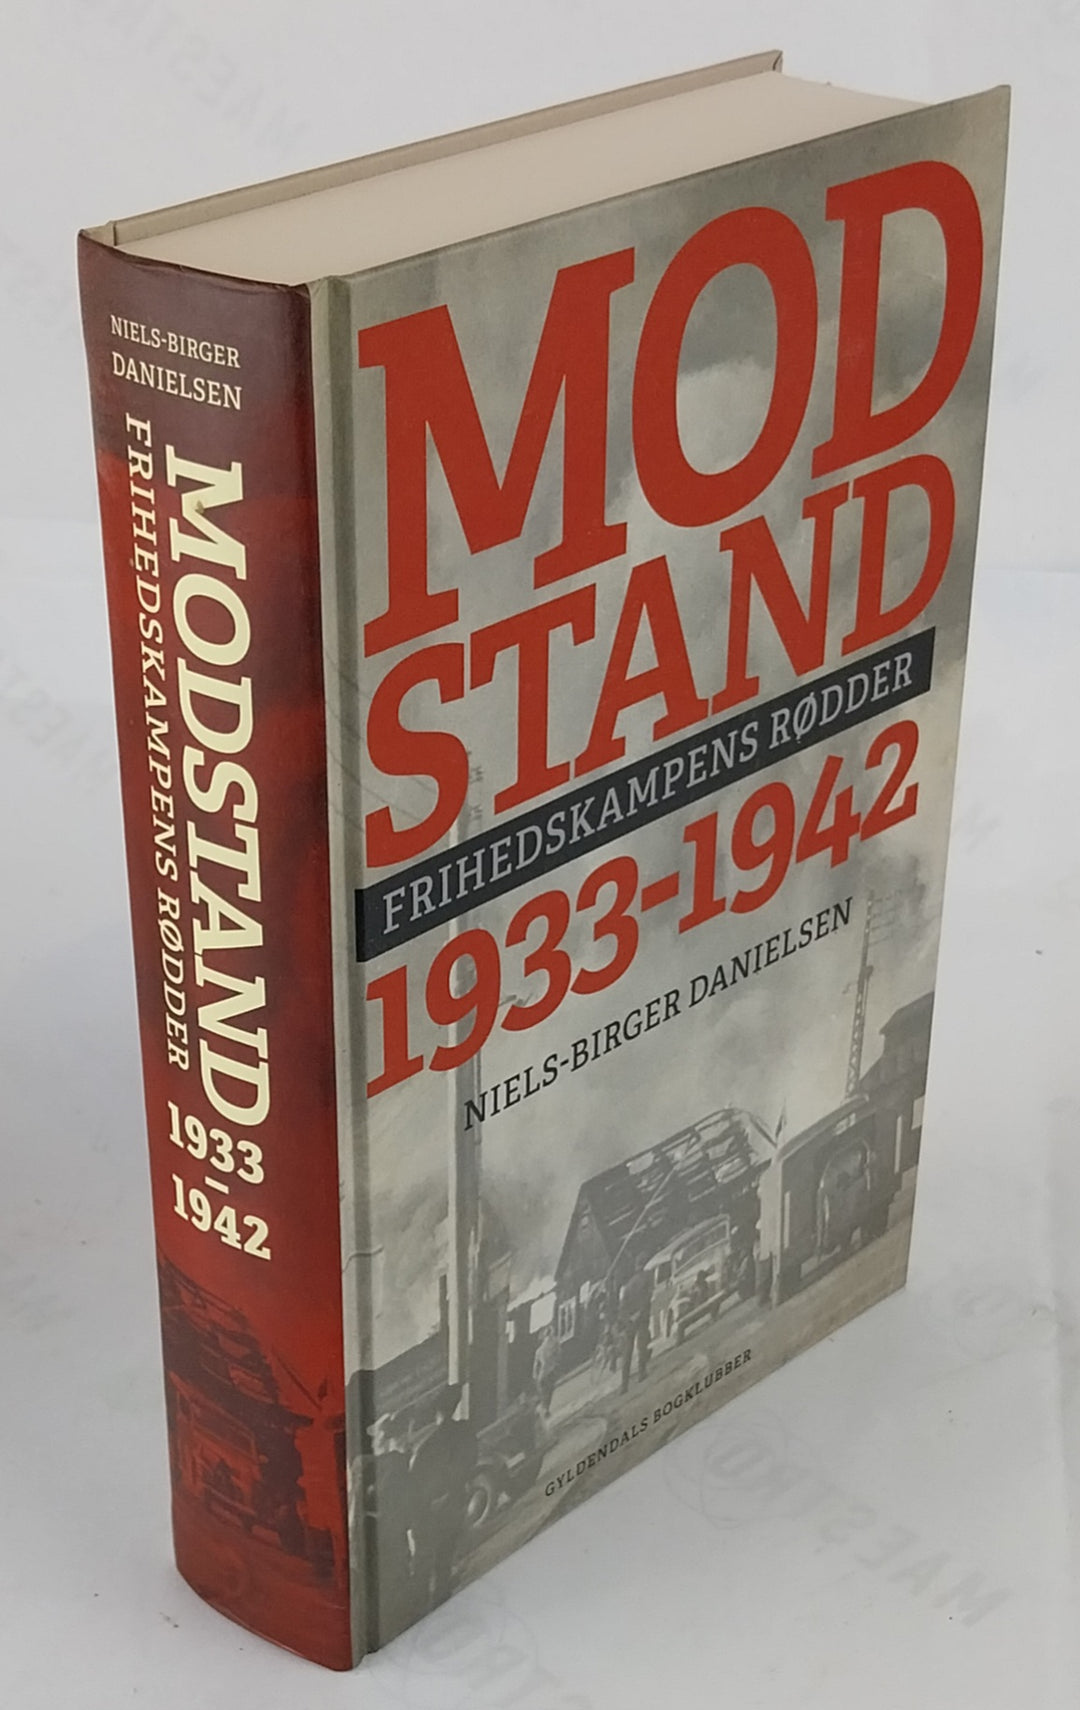 NIELS-BIRGER
DANIELSEN
MODSTAND
FRIHEDSKAMPENS RØDDER
1933
-
1942
MOD
STAND
FRIHEDSKAMPENS RØDDER
1933-1942
NIELS-BIRGER DANIELSEN
GYLDENDALS BOGKLUBBER
MAESTRO